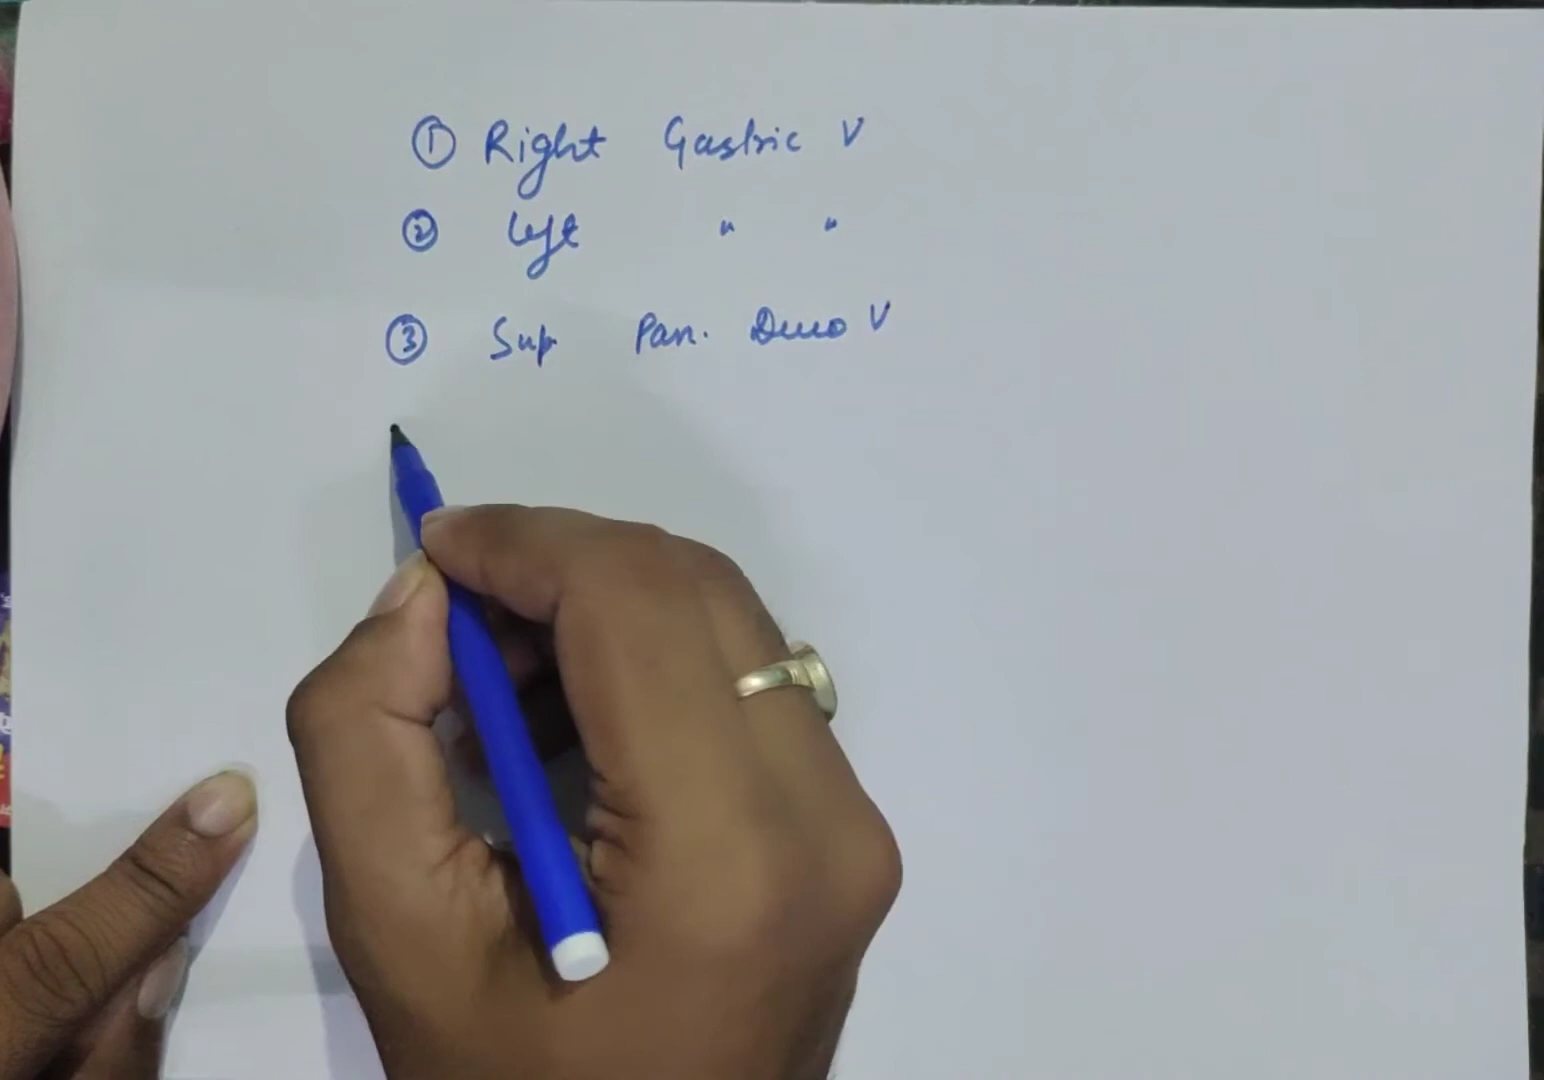 ① Right Gastric V
② Left " "
③ Sup Pan. Duo V